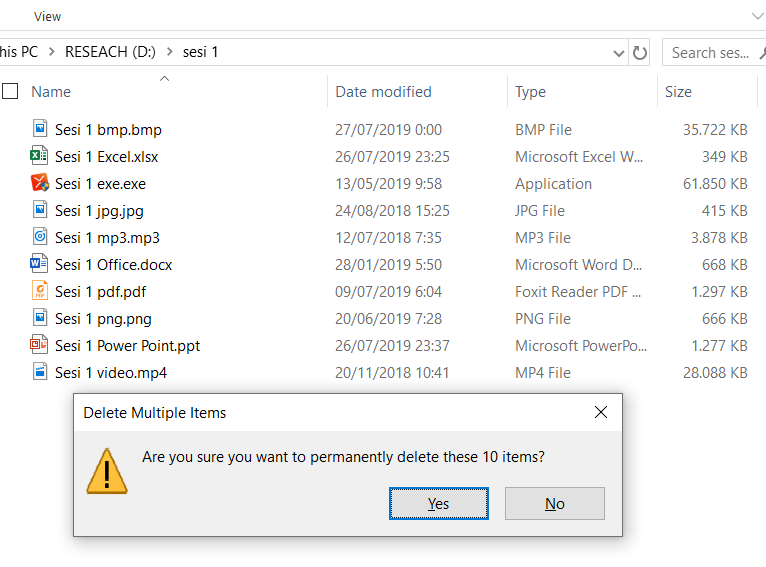 View
his PC > RESEACH (D:) > sesi 1 Search ses...
Name Date modified Type Size
Sesi 1 bmp.bmp 27/07/2019 0:00 BMP File 35.722 KB
Sesi 1 Excel.xlsx 26/07/2019 23:25 Microsoft Excel W... 349 KB
Sesi 1 exe.exe 13/05/2019 9:58 Application 61.850 KB
Sesi 1 jpg.jpg 24/08/2018 15:25 JPG File 415 KB
Sesi 1 mp3.mp3 12/07/2018 7:35 MP3 File 3.878 KB
Sesi 1 Office.docx 28/01/2019 5:50 Microsoft Word D... 668 KB
Sesi 1 pdf.pdf 09/07/2019 6:04 Foxit Reader PDF ... 1.297 KB
Sesi 1 png.png 20/06/2019 7:28 PNG File 666 KB
Sesi 1 Power Point.ppt 26/07/2019 23:37 Microsoft PowerPo... 1.277 KB
Sesi 1 video.mp4 20/11/2018 10:41 MP4 File 28.088 KB
Delete Multiple Items
Are you sure you want to permanently delete these 10 items?
Yes No